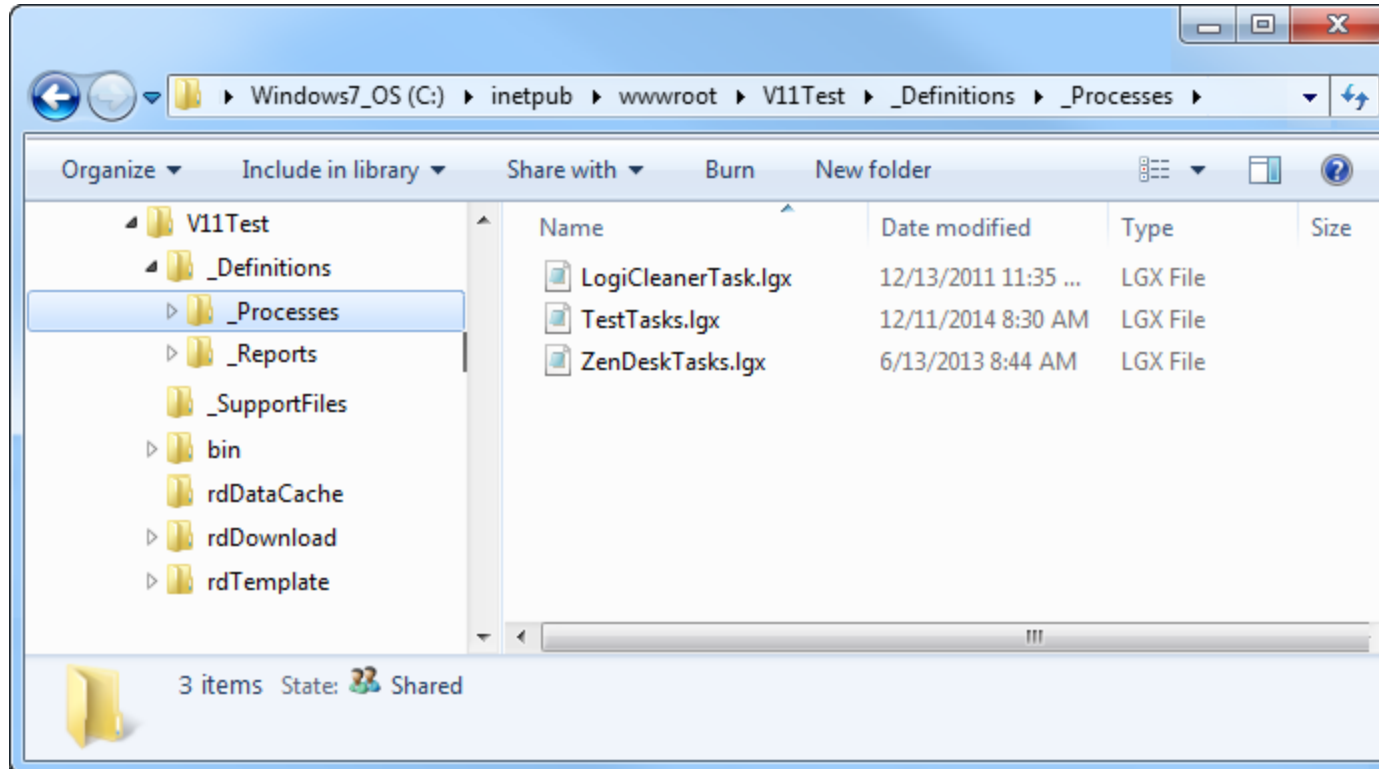 Windows7_OS (C:) inetpub wwwroot V11Test _Definitions _Processes
Organize Include in library Share with Burn New folder
V11Test
_Definitions
_Processes
_Reports
_SupportFiles
bin
rdDataCache
rdDownload
rdTemplate
Name Date modified Type Size
LogiCleanerTask.lgx 12/13/2011 11:35 ... LGX File
TestTasks.lgx 12/11/2014 8:30 AM LGX File
ZenDeskTasks.lgx 6/13/2013 8:44 AM LGX File
3 items State: Shared